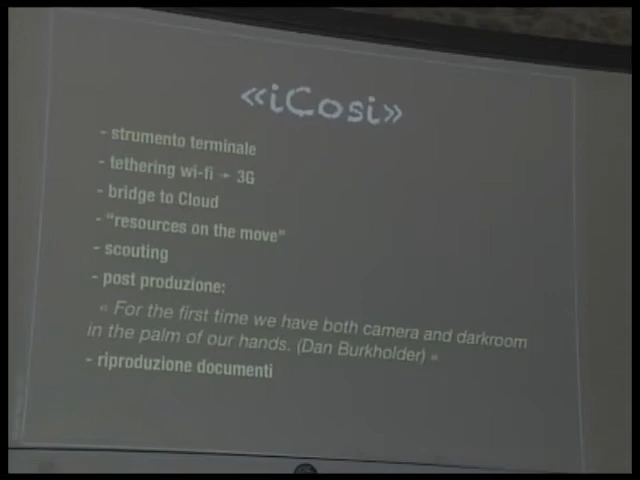 «iCosi»
- strumento terminale
- tethering wi-fi - 3G
- bridge to Cloud
- "resources on the move"
- scouting
- post produzione:
« For the first time we have both camera and darkroom
in the palm of our hands. (Dan Burkholder) «
- riproduzione documenti